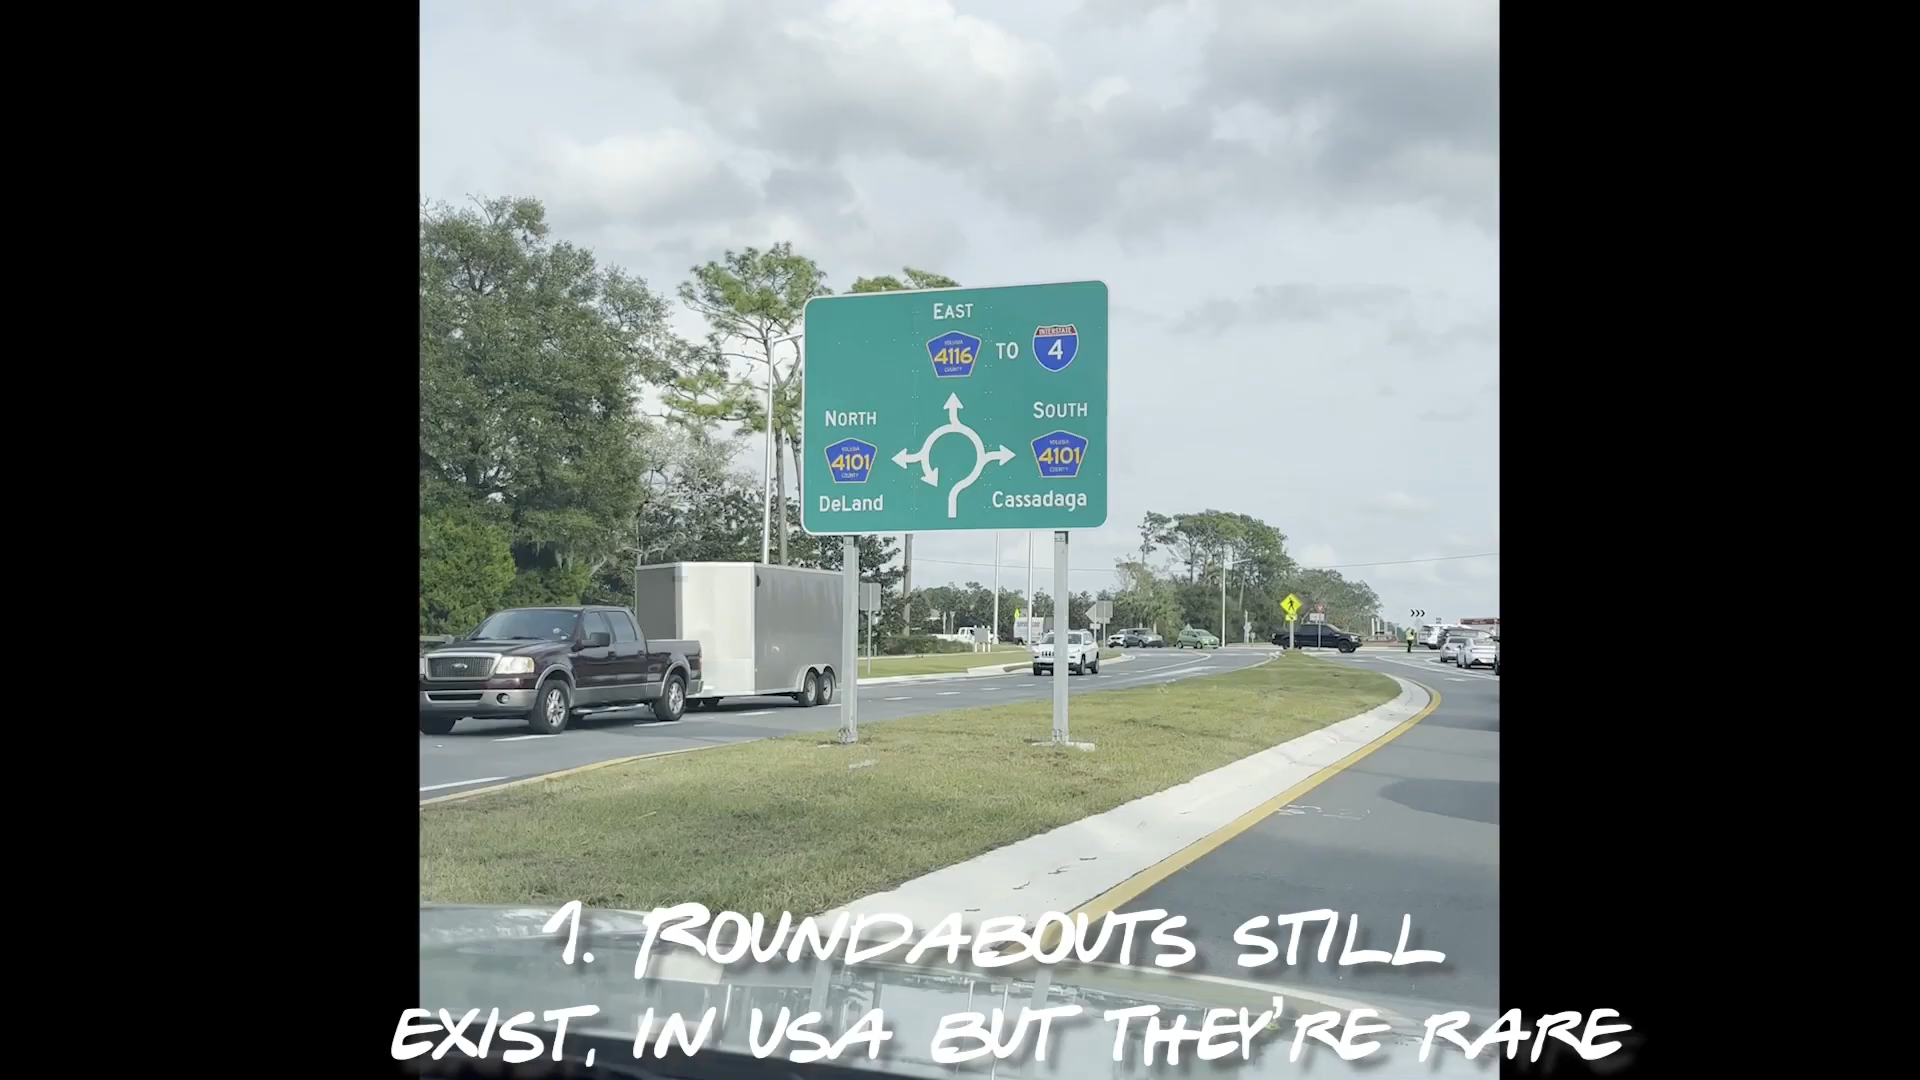 EAST
VOLUSIA
4116
COUNTY
TO
INTERSTATE
4
NORTH
VOLUSIA
4101
COUNTY
DeLand
SOUTH
VOLUSIA
4101
COUNTY
Cassadaga
1. ROUNDABOUTS STILL
EXIST, IN USA BUT THEY'RE RARE